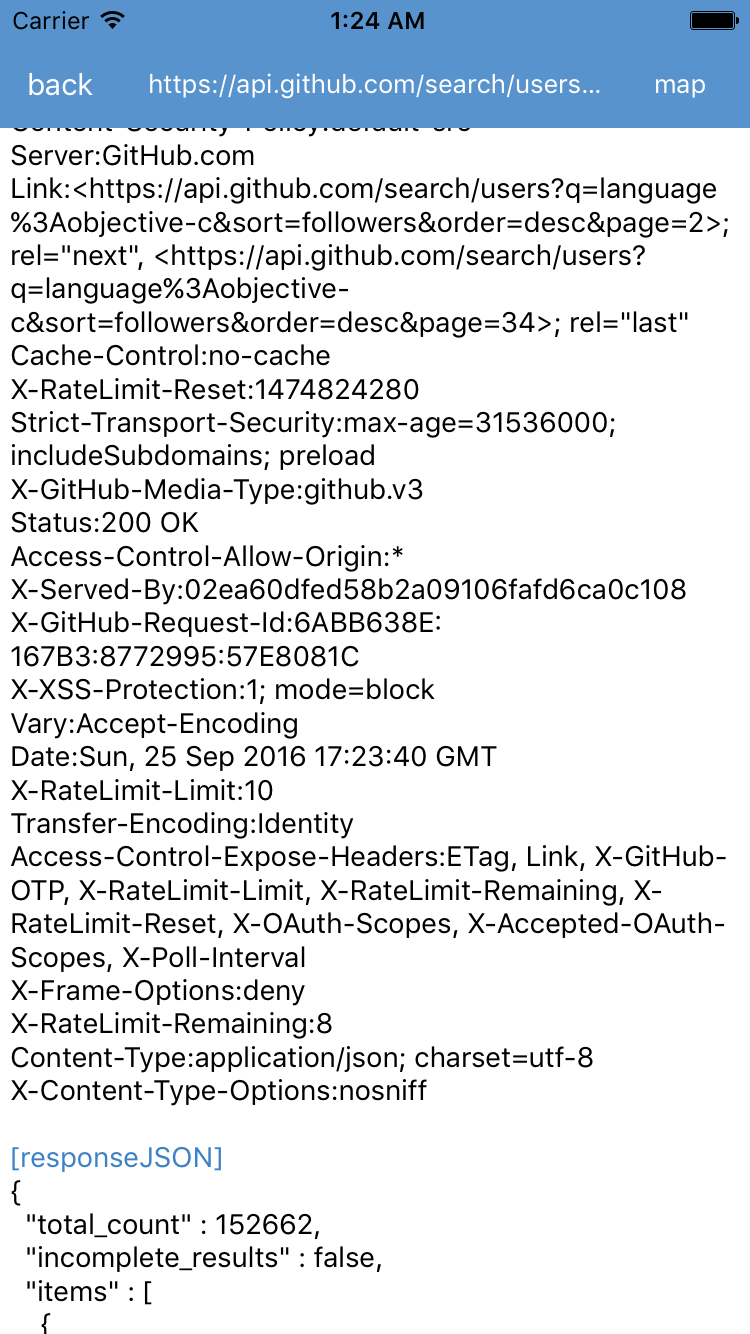 Carrier 1:24 AM
back https://api.github.com/search/users... map
Content-Security-Policy:default-src
Server:GitHub.com
Link:<https://api.github.com/search/users?q=language
%3Aobjective-c&sort=followers&order=desc&page=2>;
rel="next", <https://api.github.com/search/users?
q=language%3Aobjective-
c&sort=followers&order=desc&page=34>; rel="last"
Cache-Control:no-cache
X-RateLimit-Reset:1474824280
Strict-Transport-Security:max-age=31536000;
includeSubdomains; preload
X-GitHub-Media-Type:github.v3
Status:200 OK
Access-Control-Allow-Origin:*
X-Served-By:02ea60dfed58b2a09106fafd6ca0c108
X-GitHub-Request-Id:6ABB638E:
167B3:8772995:57E8081C
X-XSS-Protection:1; mode=block
Vary:Accept-Encoding
Date:Sun, 25 Sep 2016 17:23:40 GMT
X-RateLimit-Limit:10
Transfer-Encoding:Identity
Access-Control-Expose-Headers:ETag, Link, X-GitHub-
OTP, X-RateLimit-Limit, X-RateLimit-Remaining, X-
RateLimit-Reset, X-OAuth-Scopes, X-Accepted-OAuth-
Scopes, X-Poll-Interval
X-Frame-Options:deny
X-RateLimit-Remaining:8
Content-Type:application/json; charset=utf-8
X-Content-Type-Options:nosniff
[responseJSON]
{
"total_count" : 152662,
"incomplete_results" : false,
"items" : [
{